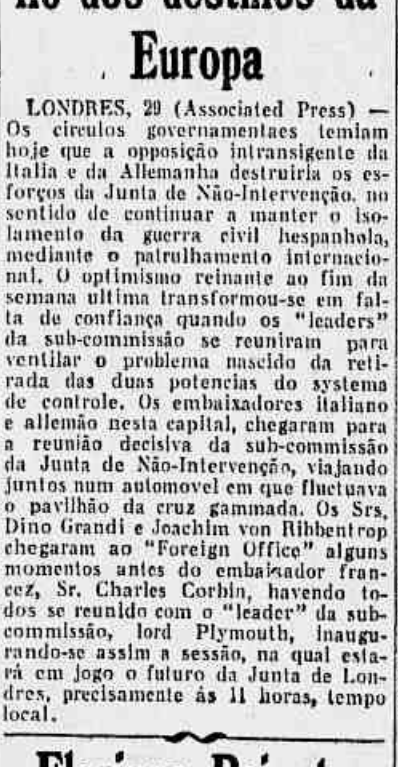 no dos destinos da
Europa
LONDRES, 29 (Associated Press) —
Os circulos governamentaes temiam
hoje que a opposição intransigente da
Italia e da Allemanha destruiria os es-
forços da Junta de Não-Intervenção, no
sentido de continuar a manter o iso-
lamento da guerra civil hespanhola,
mediante o patrulhamento internacio-
nal. O optimismo reinante ao fim da
semana ultima transformou-se em fal-
ta de confiança quando os "leaders"
da sub-commissão se reuniram para
ventilar o problema nascido da reti-
rada das duas potencias do systema
de controle. Os embaixadores italiano
e allemão nesta capital, chegaram para
a reunião decisiva da sub-commissão
da Junta de Não-Intervenção, viajando
juntos num automovel em que fluctuava
o pavilhão da cruz gammada. Os Srs.
Dino Grandi e Joachim von Ribbentrop
chegaram ao "Foreign Office" alguns
momentos antes do embaixador fran-
cez, Sr. Charles Corbin, havendo to-
dos se reunido com o "leader" da sub-
commissão, lord Plymouth, inaugu-
rando-se assim a sessão, na qual esta-
rá em jogo o futuro da Junta de Lon-
dres, precisamente ás 11 horas, tempo
local.